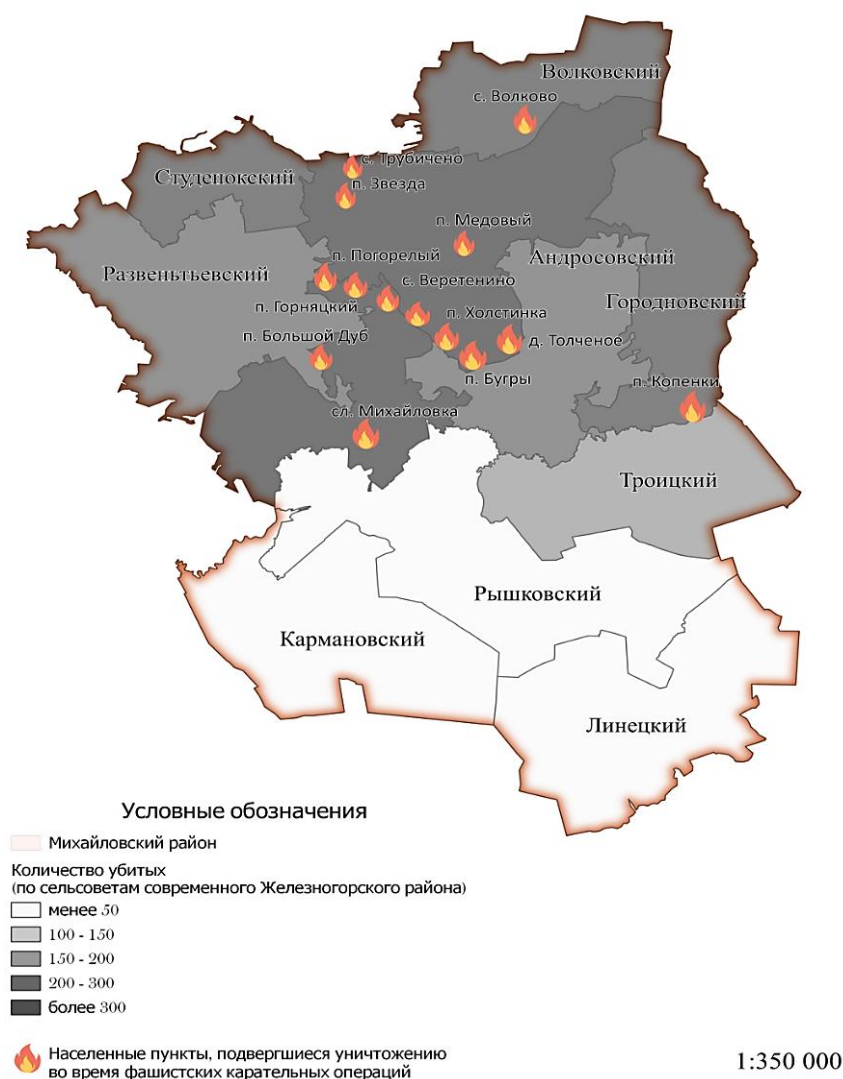 Волковский
с. Волково
с. Трубичено
Студенокский
п. Звезда
п. Медовый
п. Погорелый
Андросовский
Развеньтьевский
с. Веретенино
п. Горняцкий
п. Холстинка
Городновский
п. Большой Дуб
д. Толченое
п. Бугры
п. Копенки
сл. Михайловка
Троицкий
Рышковский
Кармановский
Линецкий
Условные обозначения
Михайловский район
Количество убитых
(по сельсоветам современного Железногорского района)
менее 50
100 - 150
150 - 200
200 - 300
более 300
Населенные пункты, подвергшиеся уничтожению
во время фашистских карательных операций
1:350 000